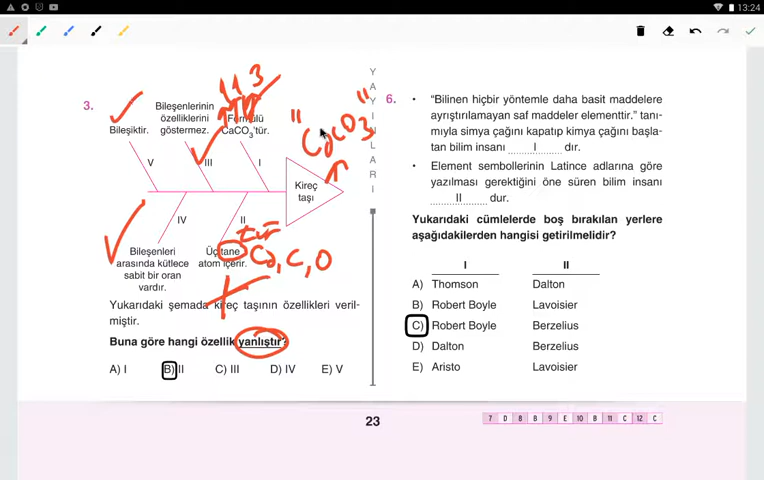 13:24
3.
Bileşiktir.
Bileşenlerinin
özelliklerini
göstermez.
Formülü
CaCO3'tür.
V
III
I
Kireç
taşı
IV
II
Bileşenleri
arasında kütlece
sabit bir oran
vardır.
Üç tane
atom içerir.
"CaCO3"
tür
Ca, C, O
1 1 3
Yukarıdaki şemada kireç taşının özellikleri veril-
miştir.
Buna göre hangi özellik yanlıştır?
A) I B) II C) III D) IV E) V
YAYINLARI
6.
• "Bilinen hiçbir yöntemle daha basit maddelere
ayrıştırılamayan saf maddeler elementtir." tanı-
mıyla simya çağını kapatıp kimya çağını başla-
tan bilim insanı ......I...... dır.
• Element sembollerinin Latince adlarına göre
yazılması gerektiğini öne süren bilim insanı
......II...... dur.
Yukarıdaki cümlelerde boş bırakılan yerlere
aşağıdakilerden hangisi getirilmelidir?
I II
A) Thomson Dalton
B) Robert Boyle Lavoisier
C) Robert Boyle Berzelius
D) Dalton Berzelius
E) Aristo Lavoisier
23
7 D 8 B 9 E 10 B 11 C 12 C